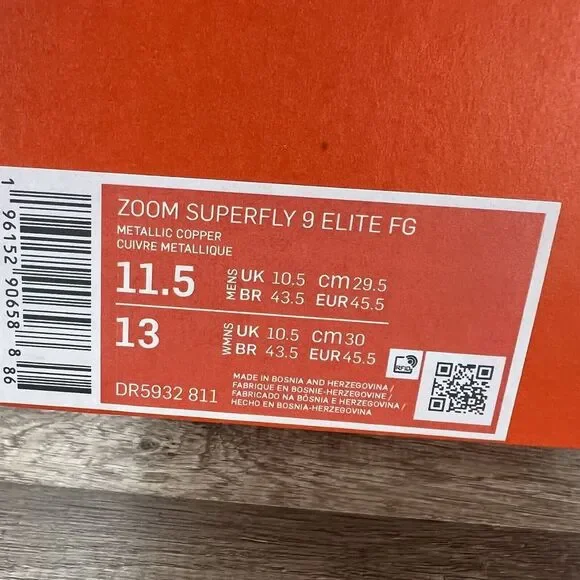 ZOOM SUPERFLY 9 ELITE FG
METALLIC COPPER
CUIVRE METALLIQUE
11.5 MENS UK 10.5 CM 29.5
BR 43.5 EUR 45.5
13 WMNS UK 10.5 CM 30
BR 43.5 EUR 45.5
RFID
DR5932 811
MADE IN BOSNIA AND HERZEGOVINA /
FABRIQUE EN BOSNIE-HERZEGOVINE /
FABRICADO NA BÓSNIA E HERZEGOVINA /
HECHO EN BOSNIA-HERZEGOVINA
1 96152 90658 8 86